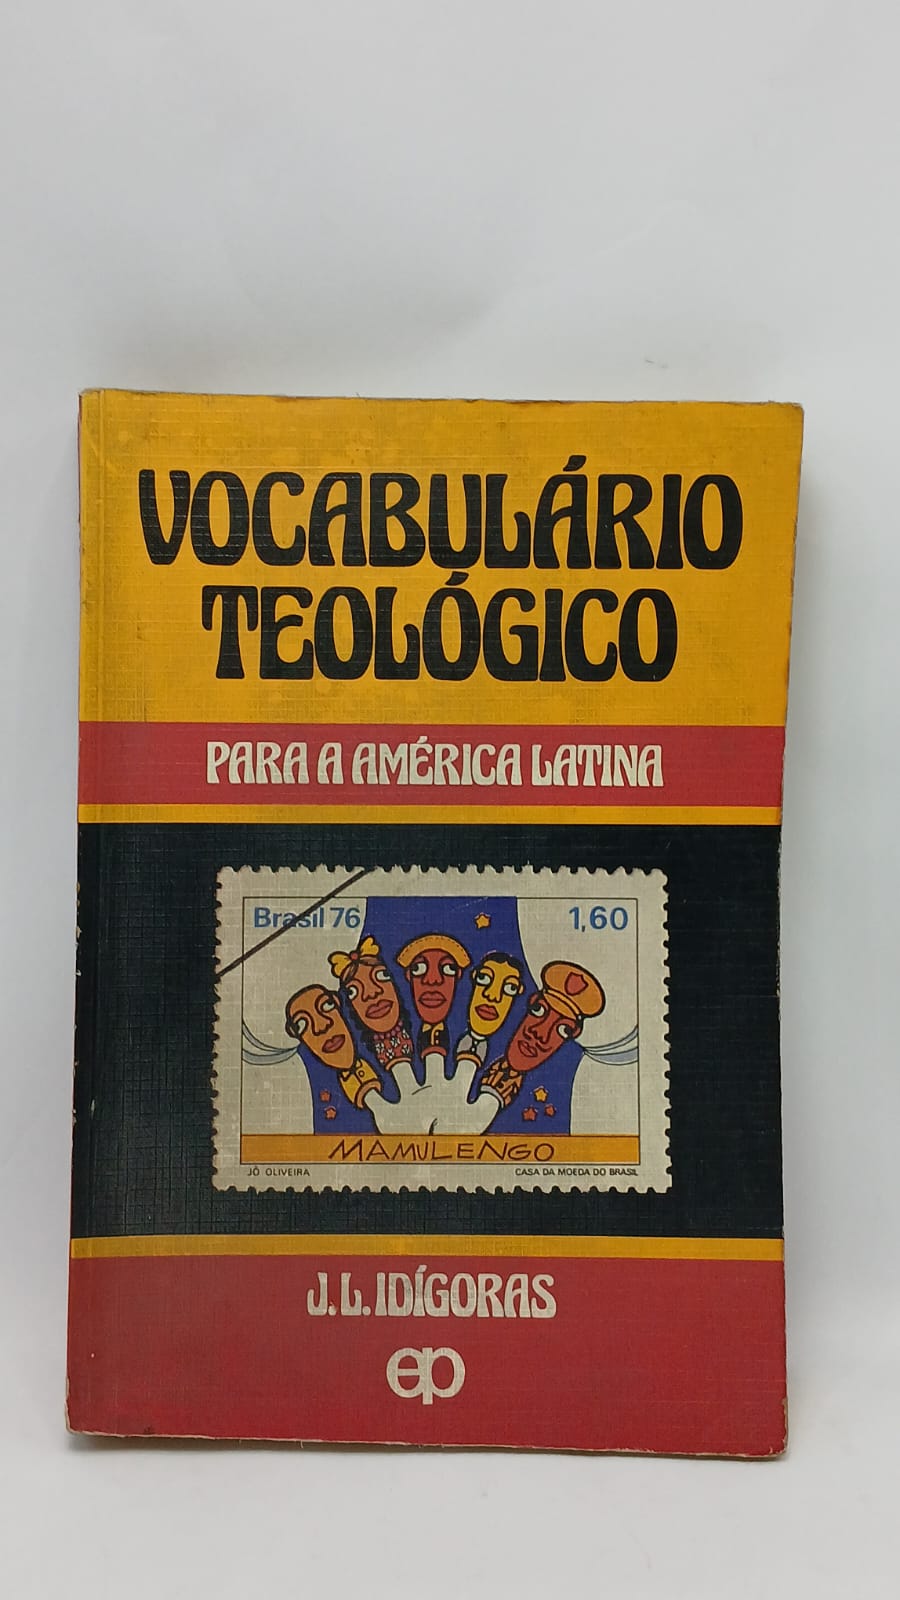 VOCABULÁRIO
TEOLÓGICO
PARA A AMÉRICA LATINA
Brasil 76 1,60
MAMULENGO
JÔ OLIVEIRA CASA DA MOEDA DO BRASIL
J. L. IDÍGORAS
ep